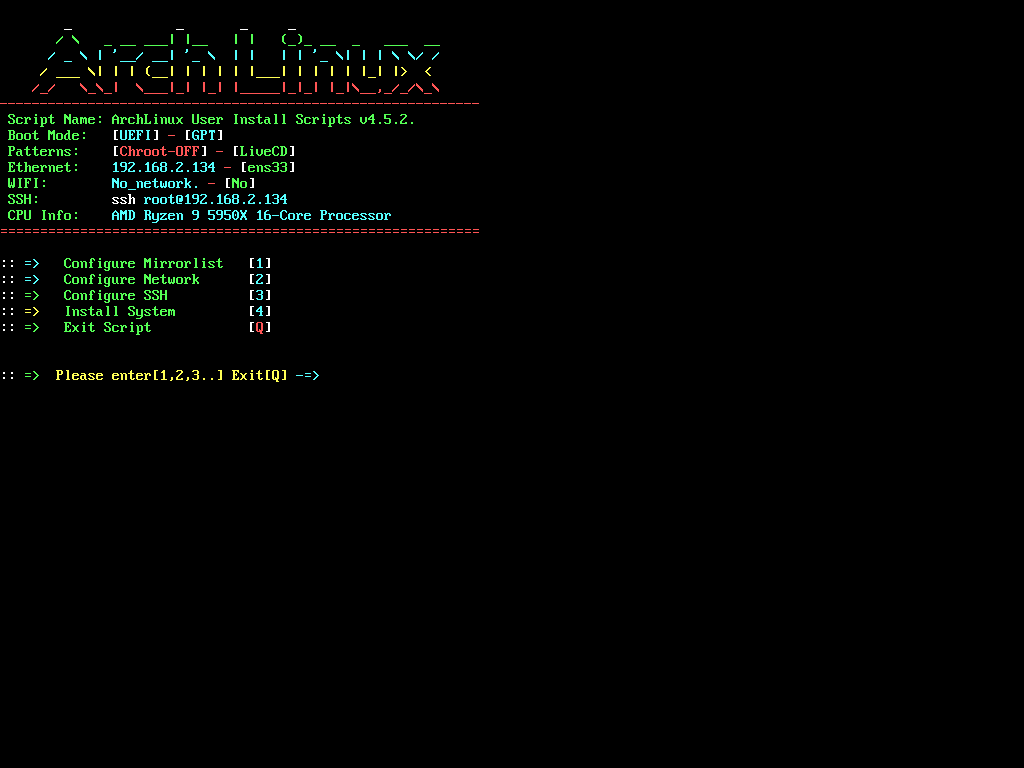 ArchLinux
Script Name: ArchLinux User Install Scripts v4.5.2.
Boot Mode: [UEFI] - [GPT]
Patterns: [Chroot-OFF] - [LiveCD]
Ethernet: 192.168.2.134 - [ens33]
WIFI: No_network. - [No]
SSH: ssh root@192.168.2.134
CPU Info: AMD Ryzen 9 5950X 16-Core Processor
:: => Configure Mirrorlist [1]
:: => Configure Network [2]
:: => Configure SSH [3]
:: => Install System [4]
:: => Exit Script [Q]
:: => Please enter[1,2,3..] Exit[Q] -=>